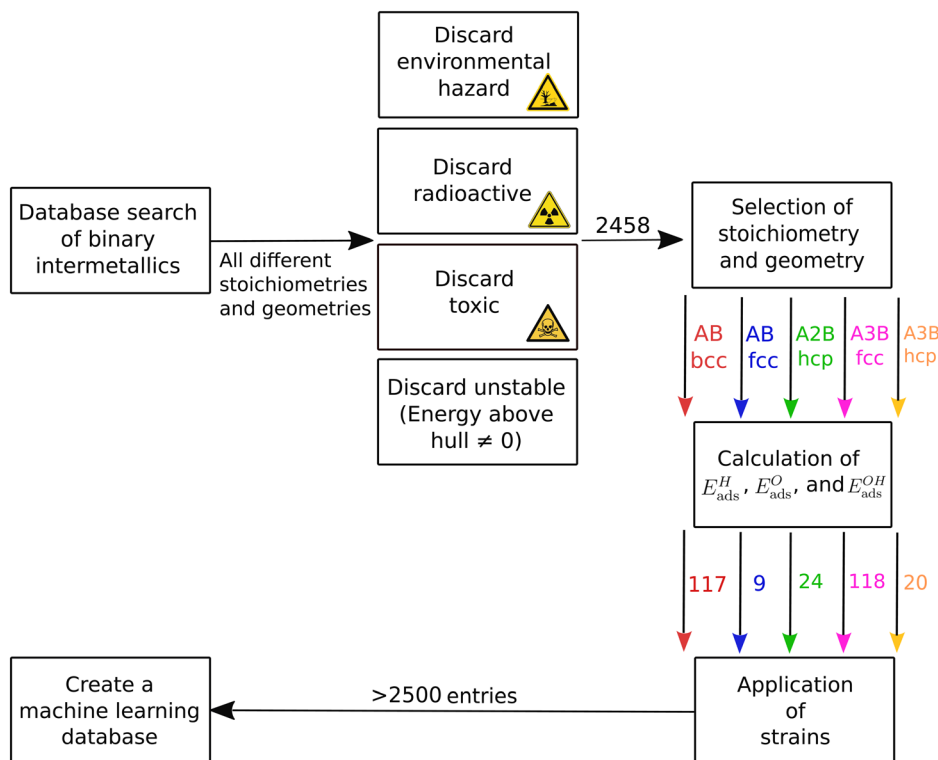 Database search
of binary
intermetallics
All different
stoichiometries
and geometries
Discard
environmental
hazard
Discard
radioactive
Discard
toxic
Discard unstable
(Energy above
hull ≠ 0)
2458
Selection of
stoichiometry
and geometry
AB
bcc
AB
fcc
A2B
hcp
A3B
fcc
A3B
hcp
Calculation of
E_ads^H, E_ads^O, and E_ads^OH
117
9
24
118
20
Application
of
strains
>2500 entries
Create a
machine learning
database